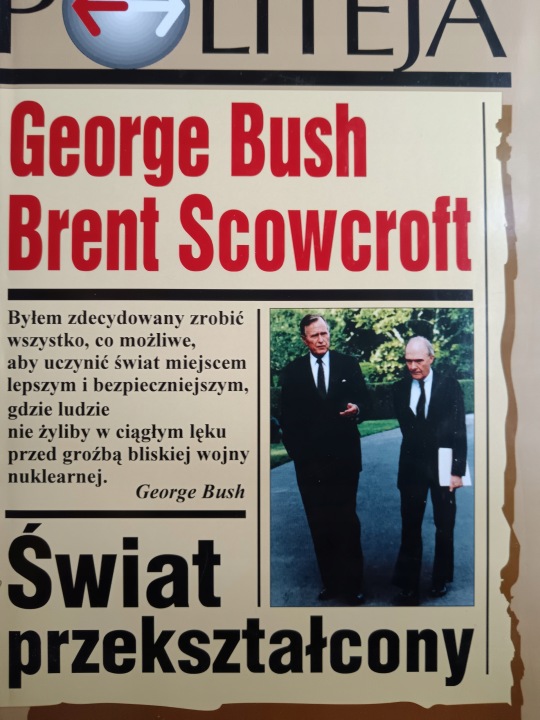 POLITEJA
George Bush
Brent Scowcroft
Byłem zdecydowany zrobić
wszystko, co możliwe,
aby uczynić świat miejscem
lepszym i bezpieczniejszym,
gdzie ludzie
nie żyliby w ciągłym lęku
przed groźbą bliskiej wojny
nuklearnej.
George Bush
Świat
przekształcony